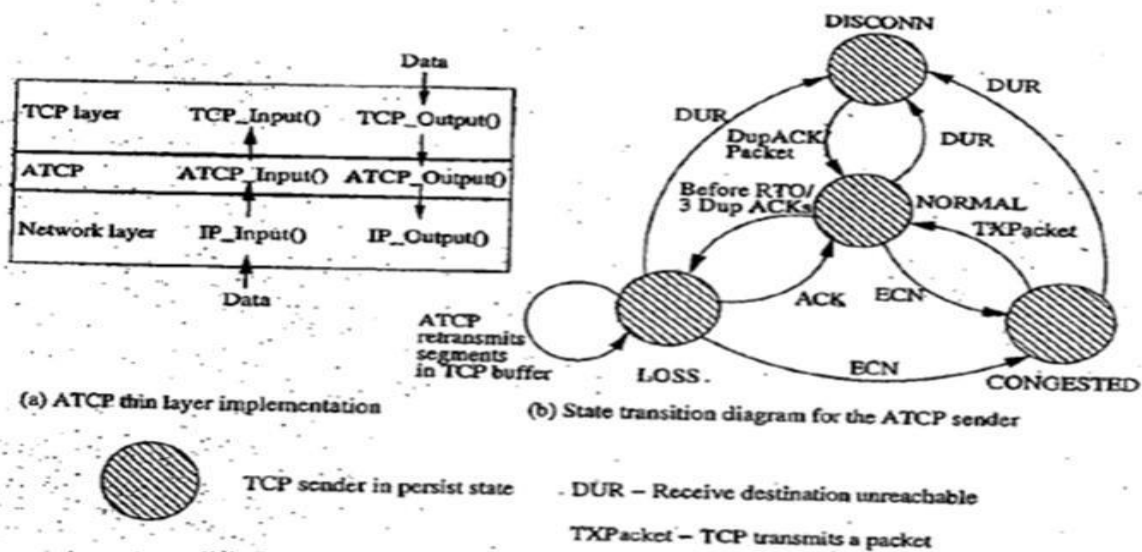 Data
TCP layer TCP_Input() TCP_Output()
ATCP ATCP_Input() ATCP_Output()
Network layer IP_Input() IP_Output()
Data
(a) ATCP thin layer implementation
DISCONN
DUR
DUR
DupACK/
Packet
DUR
Before RTO/
3 Dup ACKs
NORMAL
TXPacket
ACK
ECN
ATCP
retransmits
segments
in TCP buffer
LOSS
ECN
CONGESTED
(b) State transition diagram for the ATCP sender
TCP sender in persist state
DUR – Receive destination unreachable
TXPacket – TCP transmits a packet